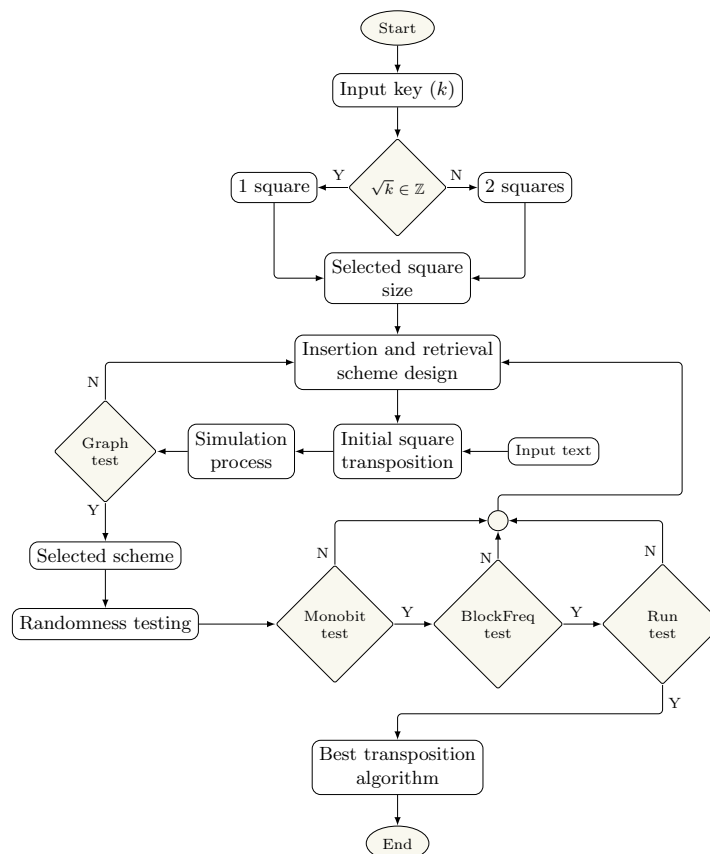 Start
Input key (k)
Y
N
1 square
√k ∈ ℤ
2 squares
Selected square
size
Insertion and retrieval
scheme design
N
Graph
test
Simulation
process
Initial square
transposition
Input text
Y
Selected scheme
N
N
N
Randomness testing
Monobit
test
Y
BlockFreq
test
Y
Run
test
Y
Best transposition
algorithm
End